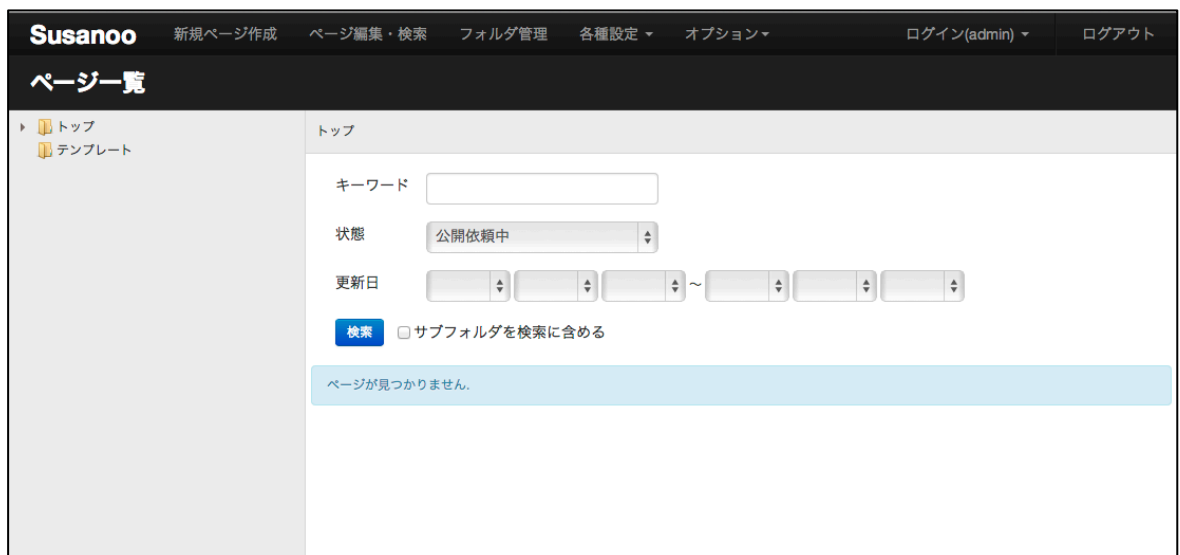 Susanoo 新規ページ作成 ページ編集・検索 フォルダ管理 各種設定 オプション ログイン(admin) ログアウト
ページ一覧
トップ
テンプレート
トップ
キーワード
状態 公開依頼中
更新日 ～
検索 サブフォルダを検索に含める
ページが見つかりません.